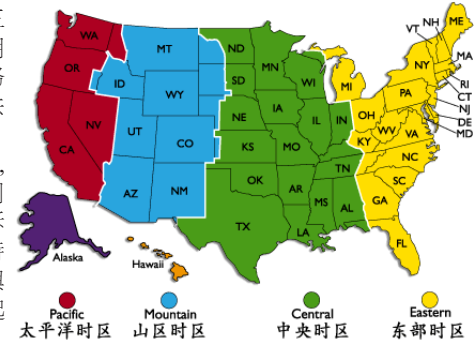 NH
ME
VT
WA
MT
ND
MN
MA
OR
ID
SD
WI
MI
NY
WY
RI
IA
PA
CT
NV
NE
NJ
UT
IL
IN
OH
DE
CA
CO
WV
VA
MD
KS
MO
KY
NC
TN
AZ
NM
OK
AR
SC
MS
AL
GA
TX
LA
FL
Alaska
Hawaii
Pacific
Mountain
Central
Eastern
太平洋时区
山区时区
中央时区
东部时区